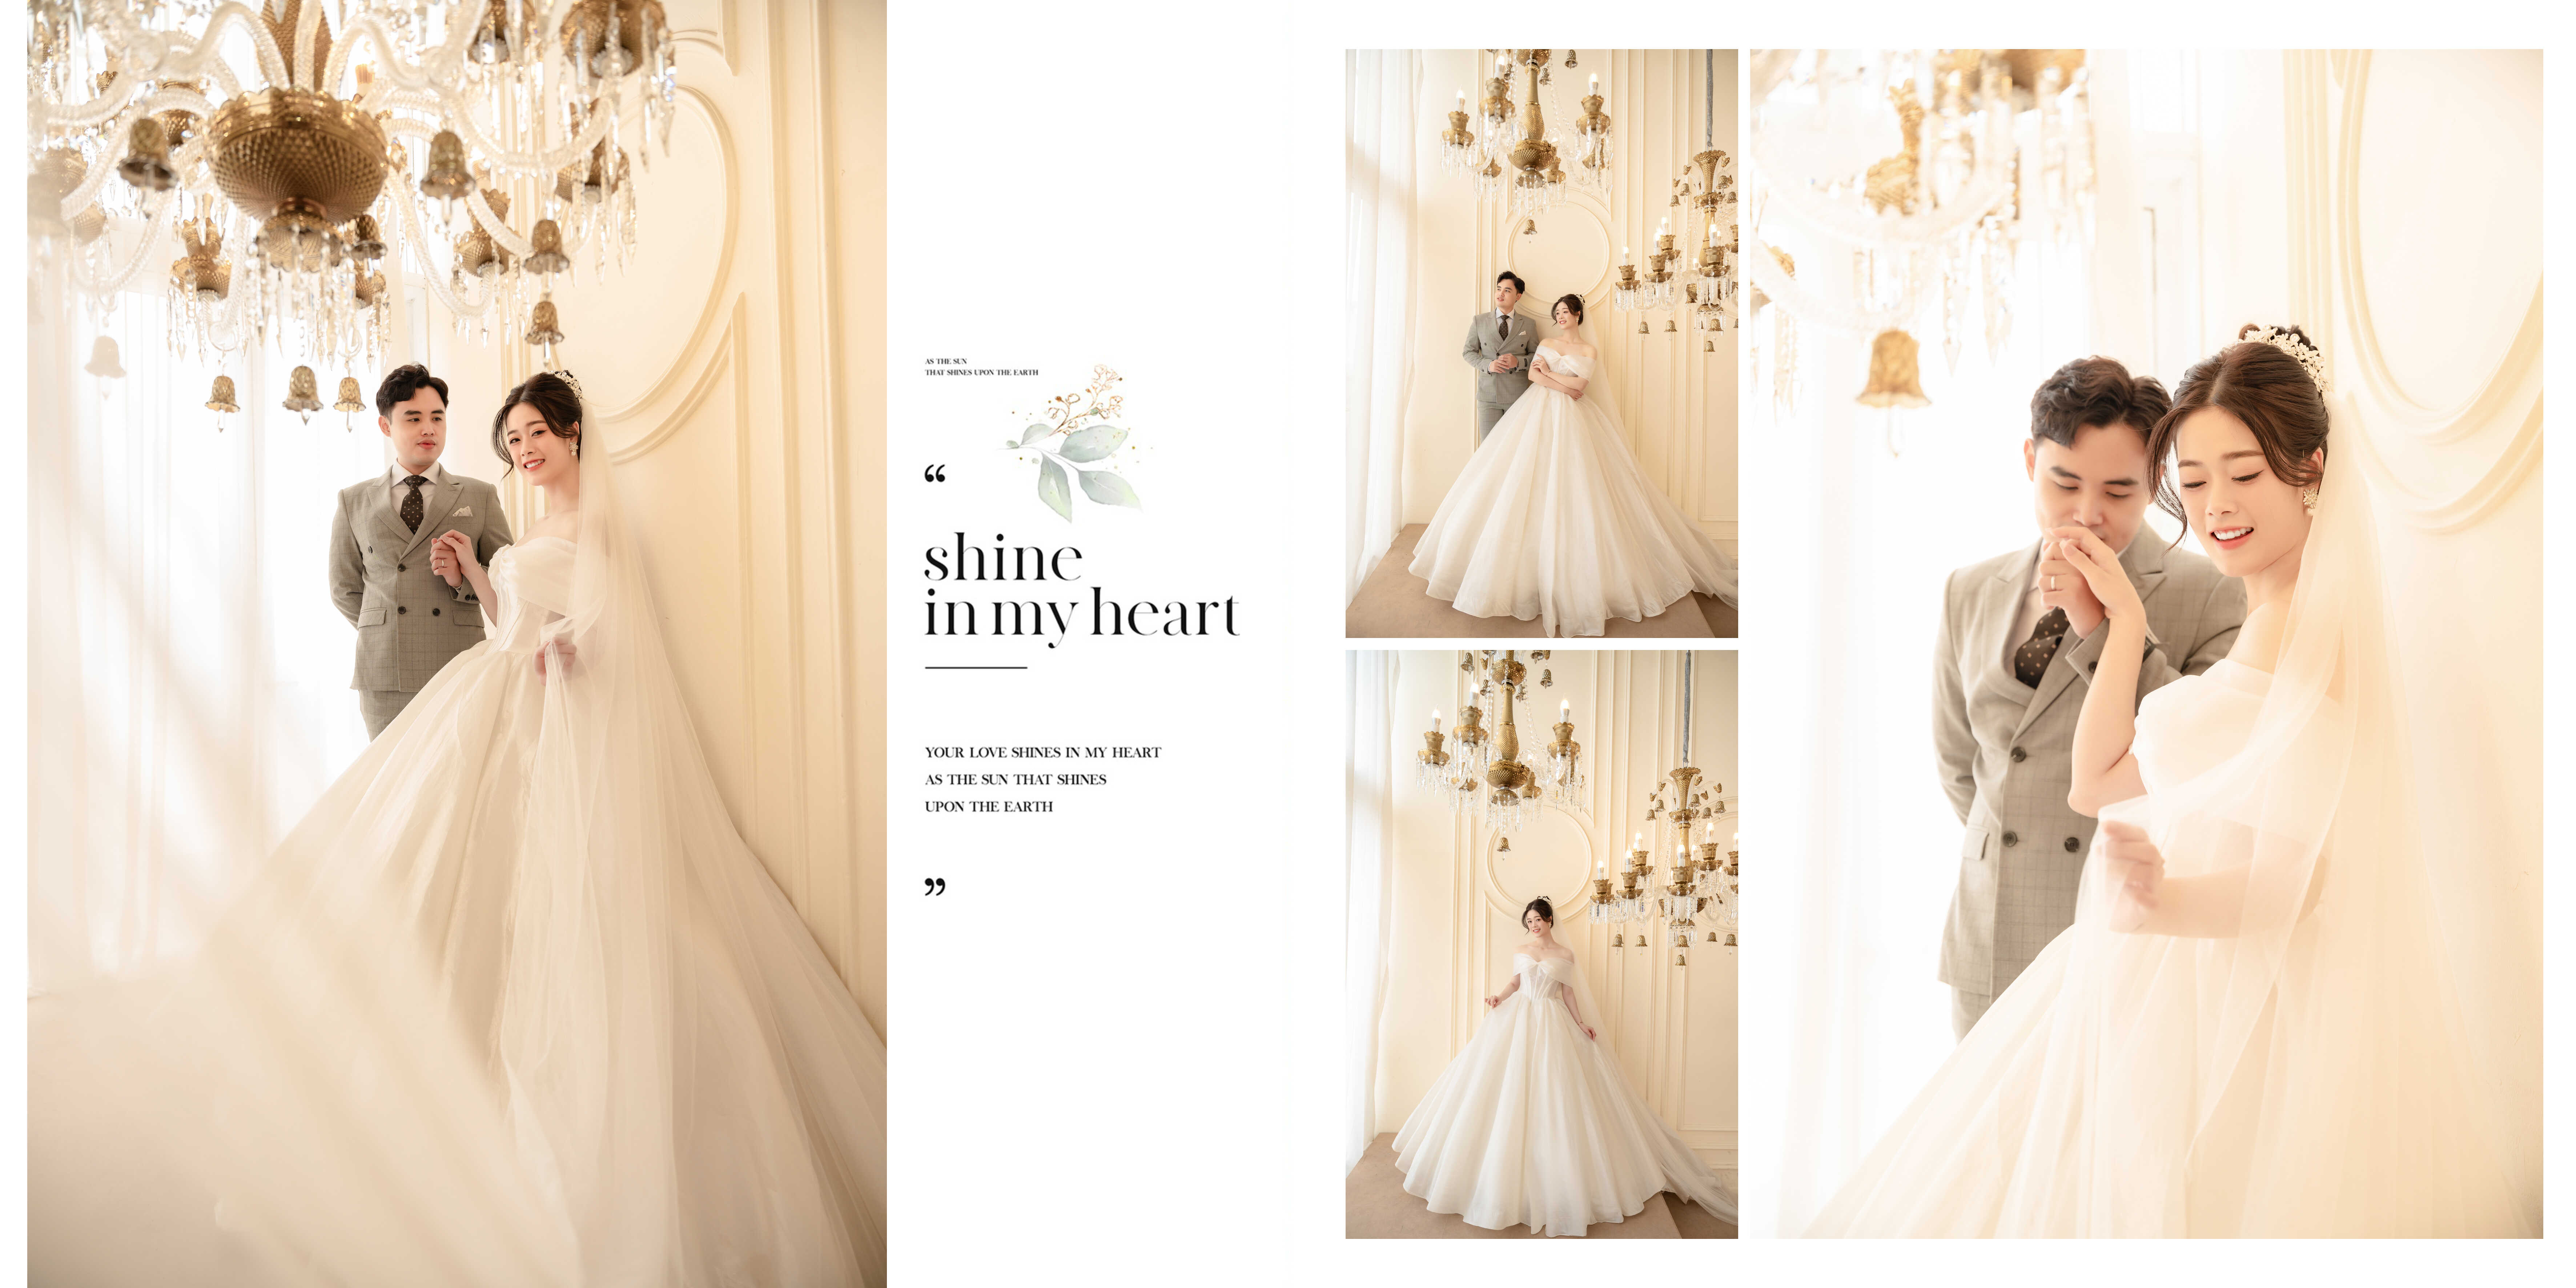 AS THE SUN
THAT SHINES UPON THE EARTH
“
shine
in my heart
YOUR LOVE SHINES IN MY HEART
AS THE SUN THAT SHINES
UPON THE EARTH
”